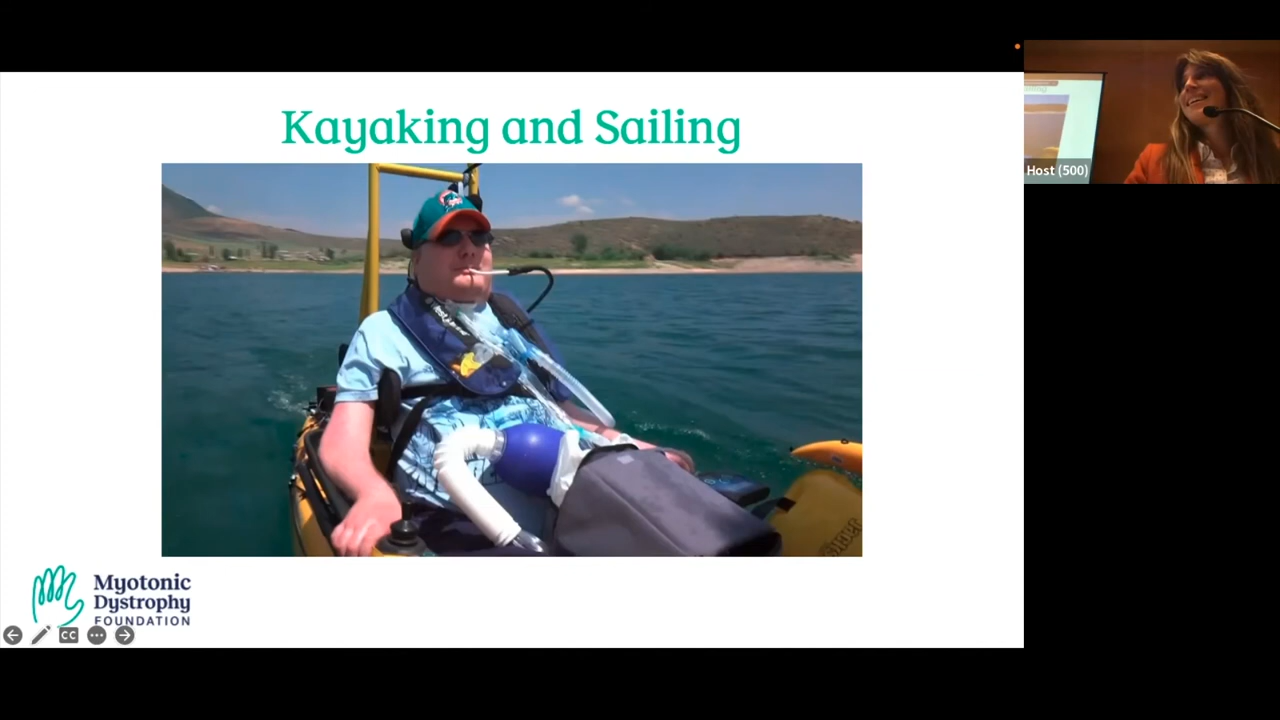 Kayaking and Sailing
Host (500)
Myotonic
Dystrophy
FOUNDATION
CC